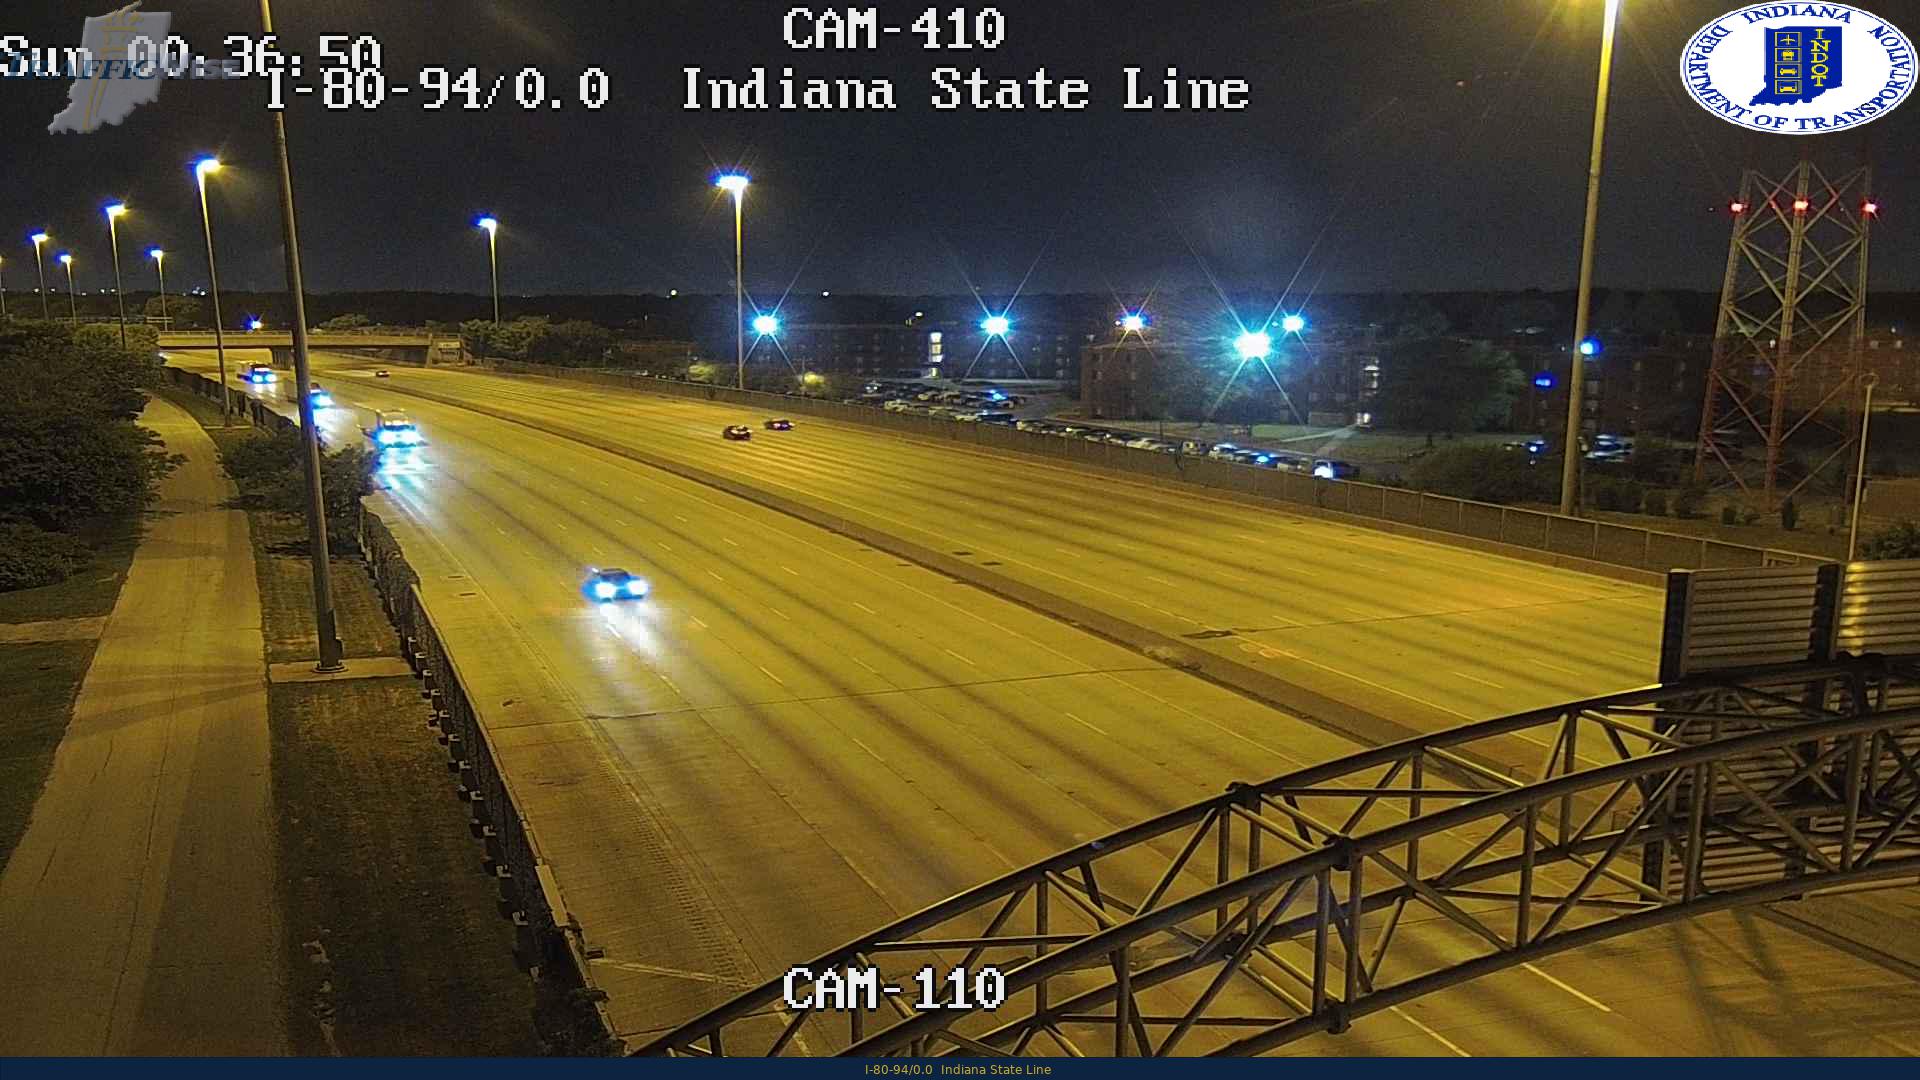 CAM-410
Sun 00:36:50
TRAFFICWISE
I-80-94/0.0 Indiana State Line
INDIANA
DEPARTMENT OF TRANSPORTATION
INDOT
CAM-110
I-80-94/0.0 Indiana State Line